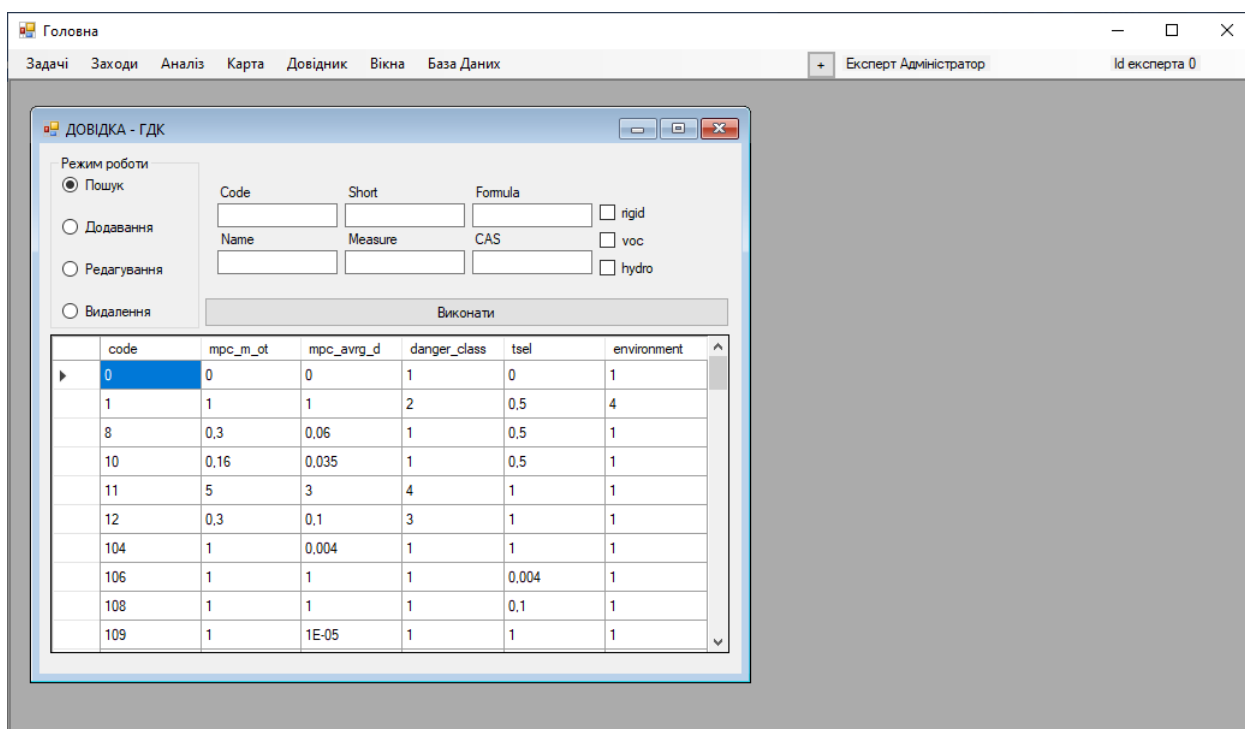 Головна
Задачі Заходи Аналіз Карта Довідник Вікна База Даних + Експерт Адміністратор Id експерта 0
ДОВІДКА - ГДК
Режим роботи
Пошук
Додавання
Редагування
Видалення
Code Short Formula
rigid
Name Measure CAS
voc
hydro
Виконати
code mpc_m_ot mpc_avrg_d danger_class tsel environment
0 0 0 1 0 1
1 1 1 2 0,5 4
8 0,3 0,06 1 0,5 1
10 0,16 0,035 1 0,5 1
11 5 3 4 1 1
12 0,3 0,1 3 1 1
104 1 0,004 1 1 1
106 1 1 1 0,004 1
108 1 1 1 0,1 1
109 1 1E-05 1 1 1